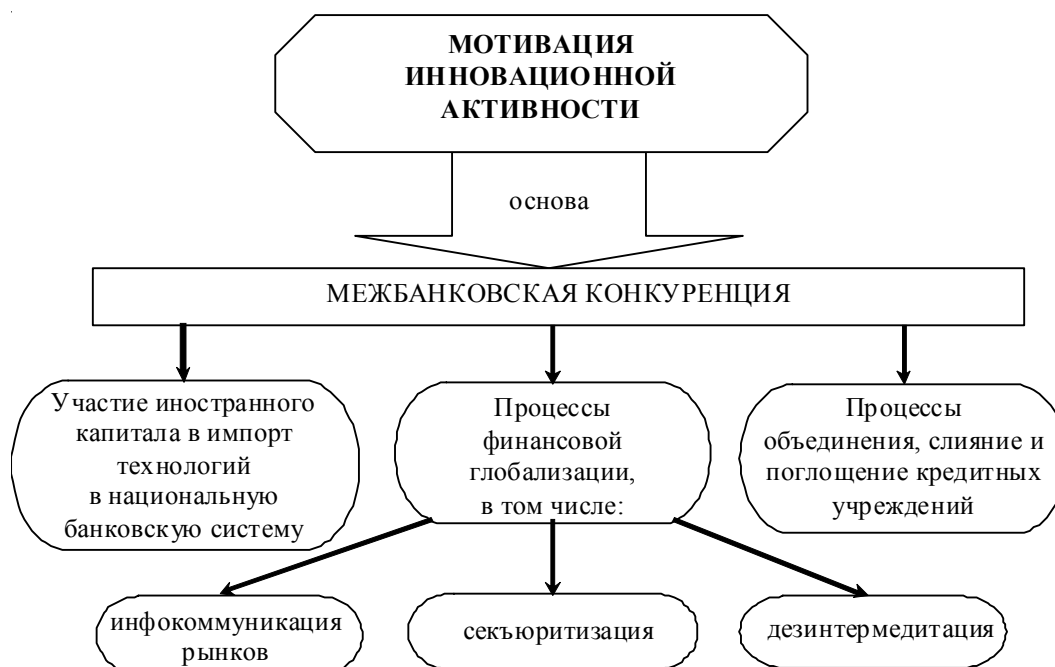 МОТИВАЦИЯ
ИННОВАЦИОННОЙ
АКТИВНОСТИ
основа
МЕЖБАНКОВСКАЯ КОНКУРЕНЦИЯ
Участие иностранного
капитала в импорт
технологий
в национальную
банковскую систему
Процессы
финансовой
глобализации,
в том числе:
Процессы
объединения, слияние и
поглощение кредитных
учреждений
инфокоммуникация
рынков
секъюритизация
дезинтермедитация